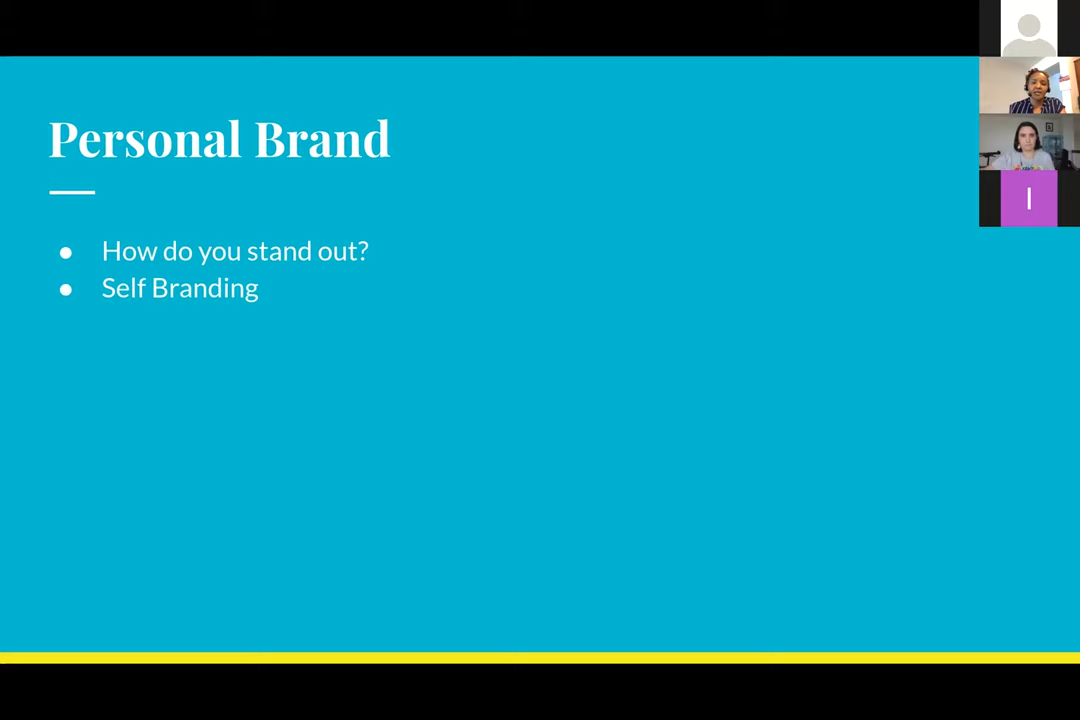 Personal Brand
● How do you stand out?
● Self Branding
I